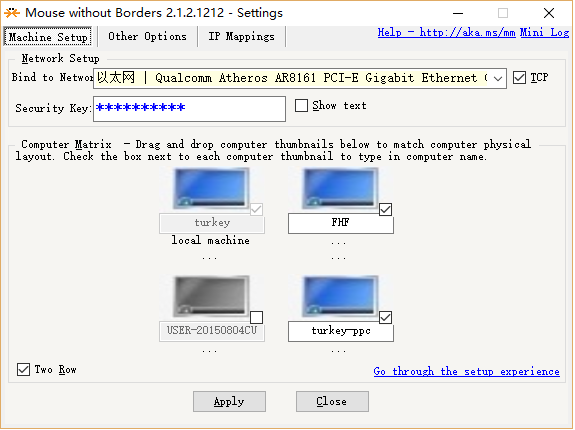 Mouse without Borders 2.1.2.1212 - Settings
Machine Setup Other Options IP Mappings Help - http://aka.ms/mm Mini Log
Network Setup
Bind to Networ 以太网 | Qualcomm Atheros AR8161 PCI-E Gigabit Ethernet TCP
Security Key: ********** Show text
Computer Matrix - Drag and drop computer thumbnails below to match computer physical
layout. Check the box next to each computer thumbnail to type in computer name.
turkey FHF
local machine ...
...
USER-20150804CU turkey-ppc
... ...
Two Row Go through the setup experience
Apply Close